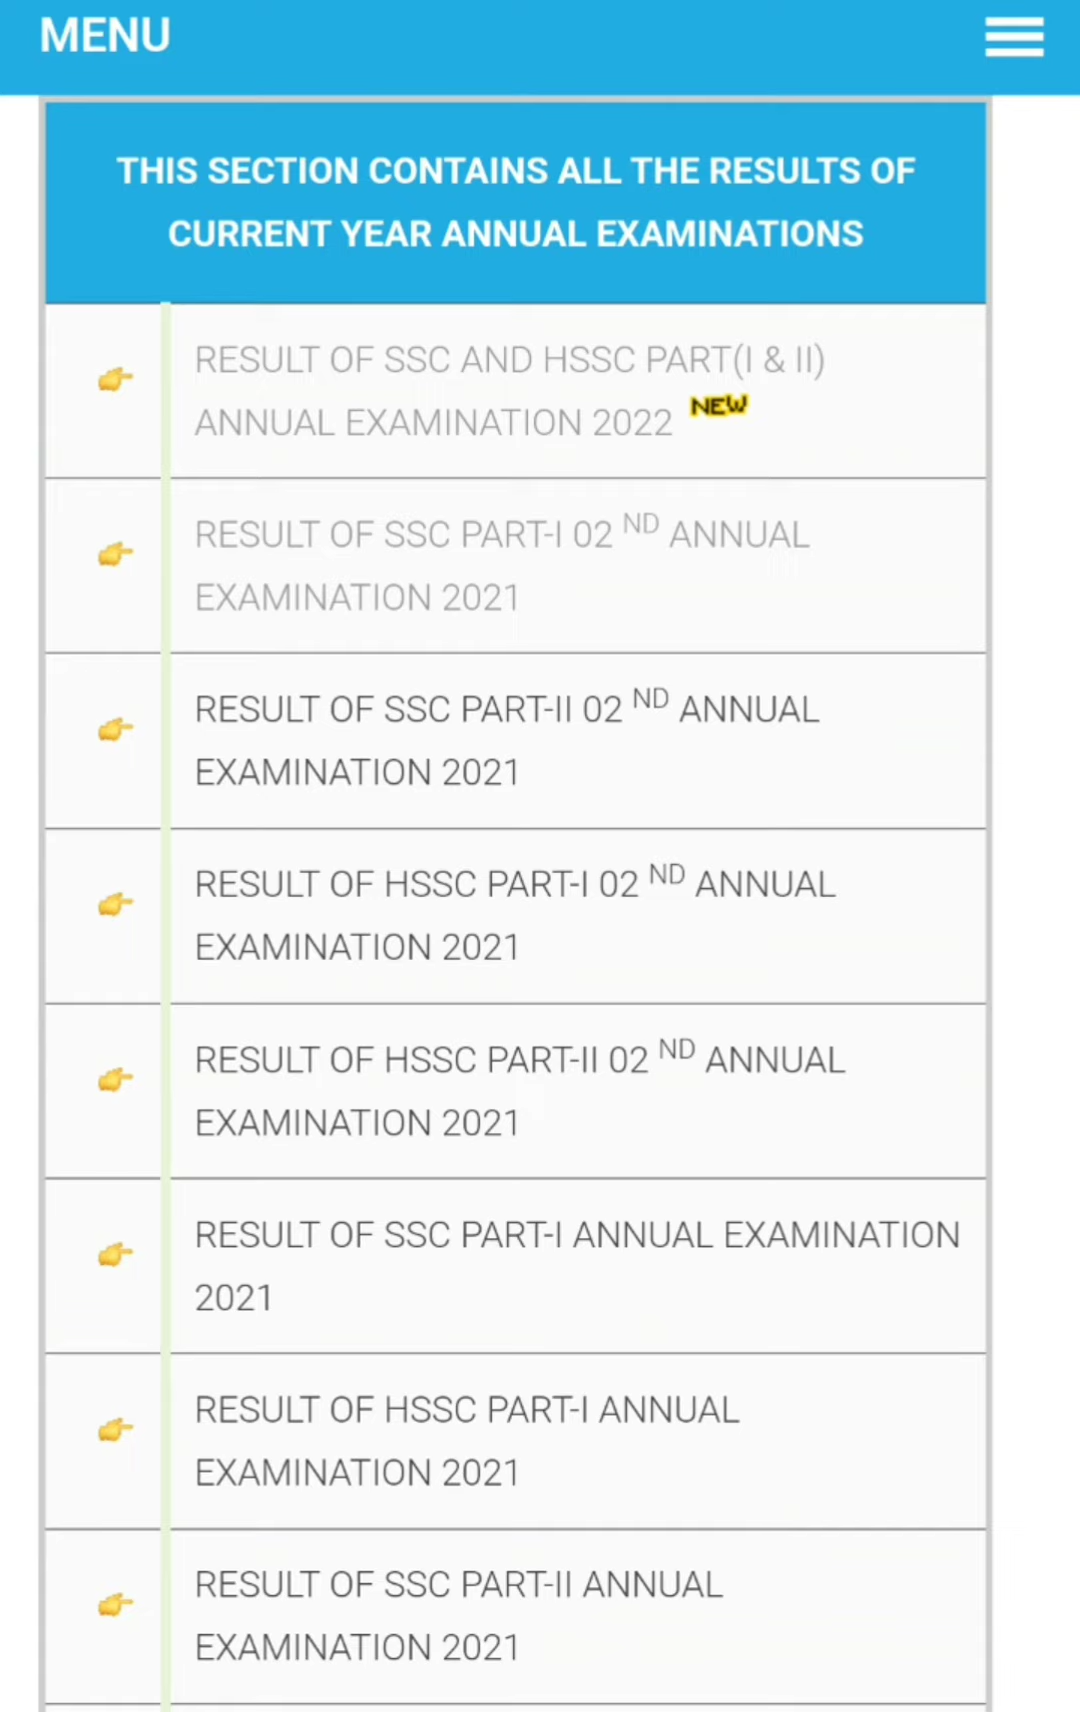 MENU
THIS SECTION CONTAINS ALL THE RESULTS OF
CURRENT YEAR ANNUAL EXAMINATIONS
RESULT OF SSC AND HSSC PART(I & II)
ANNUAL EXAMINATION 2022 NEW
RESULT OF SSC PART-I 02 ND ANNUAL
EXAMINATION 2021
RESULT OF SSC PART-II 02 ND ANNUAL
EXAMINATION 2021
RESULT OF HSSC PART-I 02 ND ANNUAL
EXAMINATION 2021
RESULT OF HSSC PART-II 02 ND ANNUAL
EXAMINATION 2021
RESULT OF SSC PART-I ANNUAL EXAMINATION
2021
RESULT OF HSSC PART-I ANNUAL
EXAMINATION 2021
RESULT OF SSC PART-II ANNUAL
EXAMINATION 2021